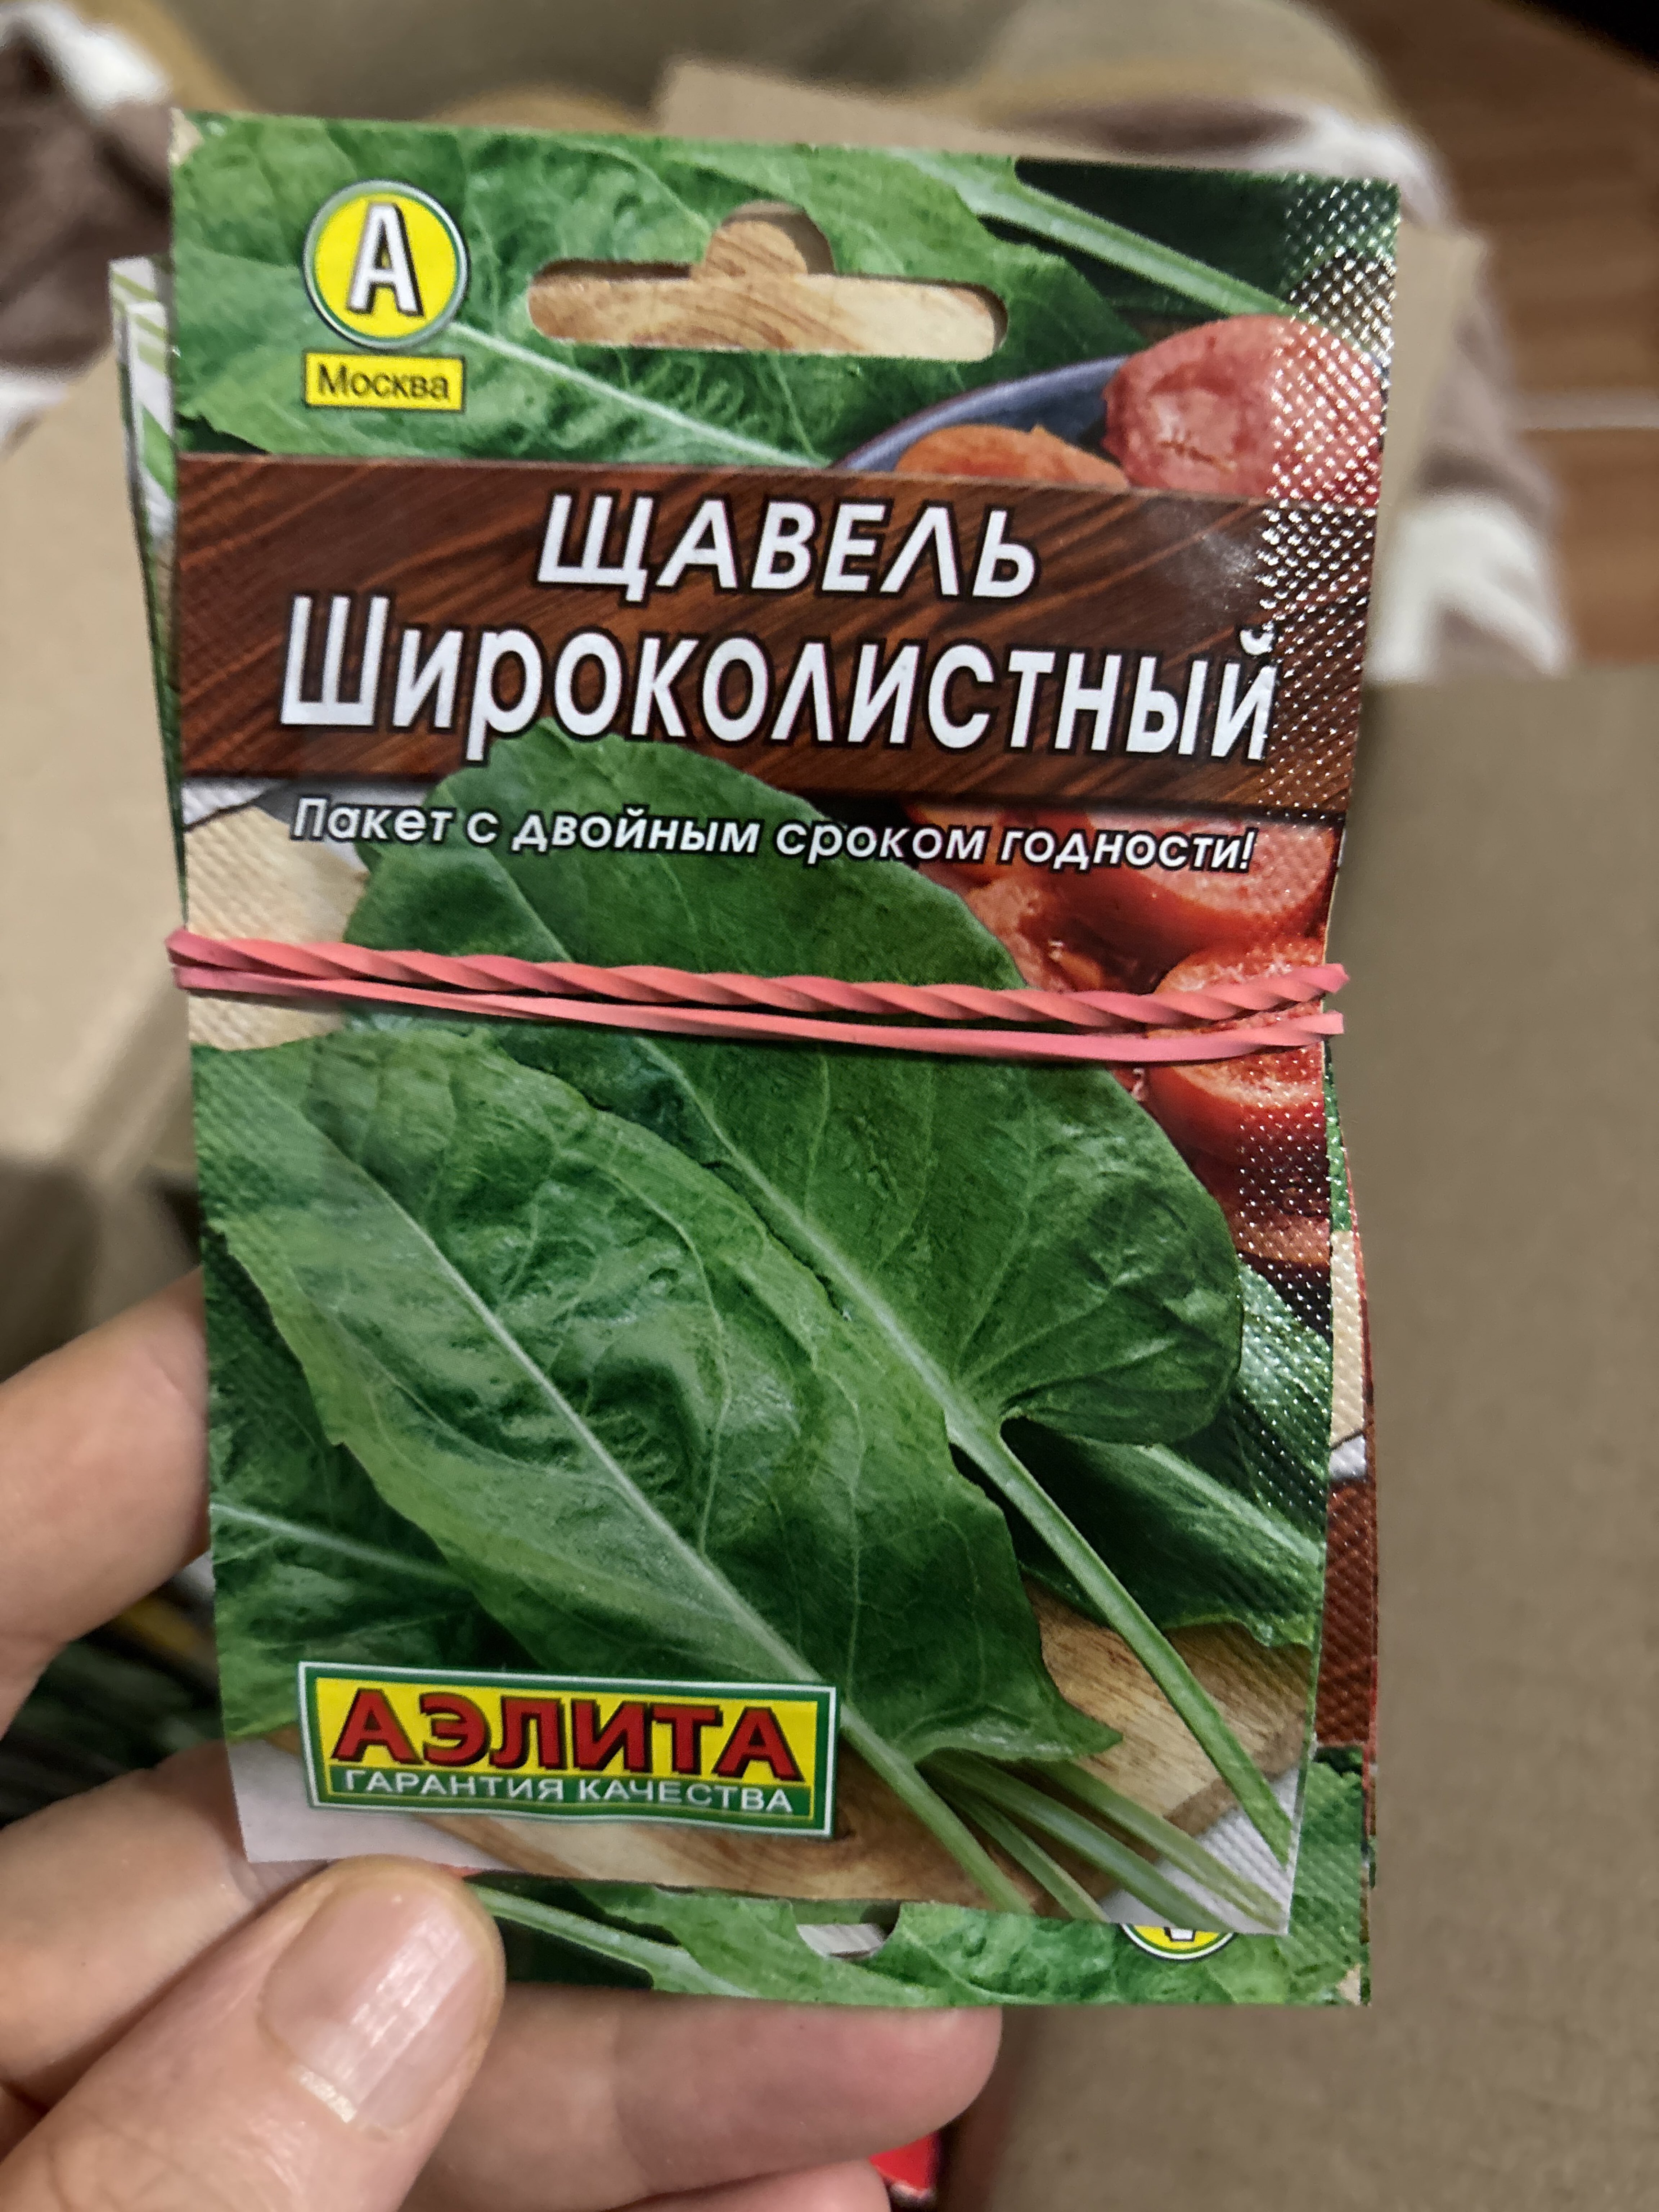 А
Москва
ЩАВЕЛЬ
Широколистный
Пакет с двойным сроком годности!
АЭЛИТА
ГАРАНТИЯ КАЧЕСТВА